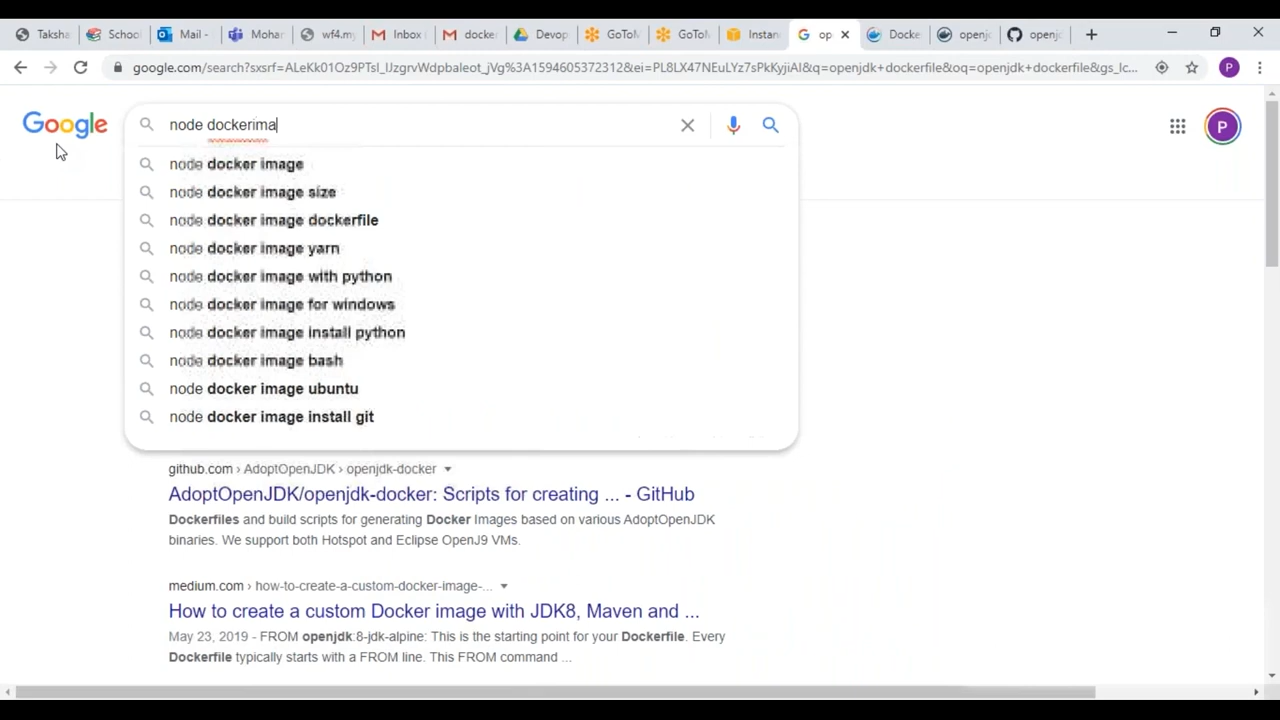 Taksha
School
Mail -
Mohar
wf4.my
Inbox
docker
Devop
GoToM
GoToM
Instan
op
Docke
openjo
openjo
google.com/search?sxsrf=ALeKk01Oz9PTsl_UzgrvWdpbaleot_jVg%3A1594605372312&ei=PL8LX47NEuLYz7sPkKyjiAI&q=openjdk+dockerfile&oq=openjdk+dockerfile&gs_lc...
P
Google
node dockerima
P
node docker image
node docker image size
node docker image dockerfile
node docker image yarn
node docker image with python
node docker image for windows
node docker image install python
node docker image bash
node docker image ubuntu
node docker image install git
github.com › AdoptOpenJDK › openjdk-docker
AdoptOpenJDK/openjdk-docker: Scripts for creating ... - GitHub
Dockerfiles and build scripts for generating Docker Images based on various AdoptOpenJDK
binaries. We support both Hotspot and Eclipse OpenJ9 VMs.
medium.com › how-to-create-a-custom-docker-image-...
How to create a custom Docker image with JDK8, Maven and ...
May 23, 2019 - FROM openjdk:8-jdk-alpine: This is the starting point for your Dockerfile. Every
Dockerfile typically starts with a FROM line. This FROM command ...